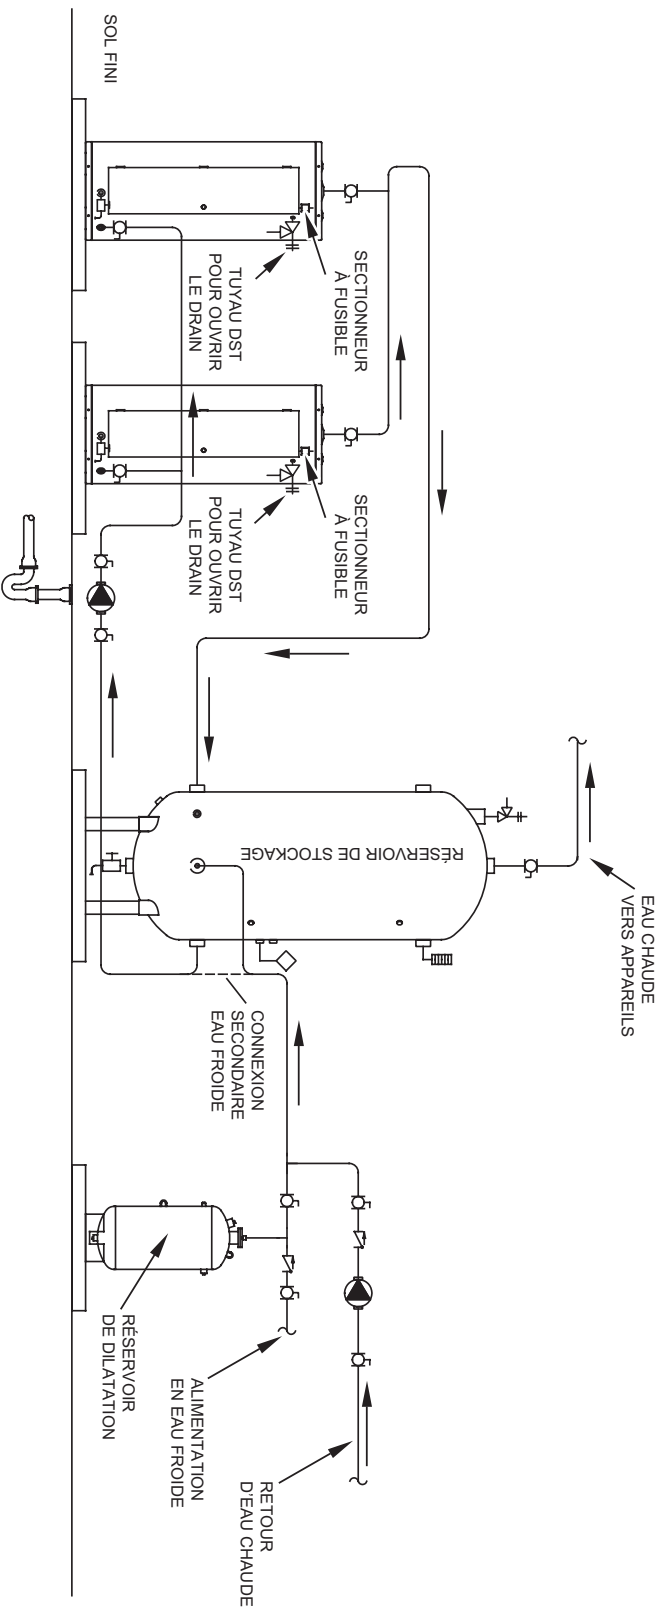 EAU CHAUDE
VERS APPAREILS
SECTIONNEUR
À FUSIBLE
SECTIONNEUR
À FUSIBLE
TUYAU DST
POUR OUVRIR
LE DRAIN
TUYAU DST
POUR OUVRIR
LE DRAIN
RÉSERVOIR DE STOCKAGE
CONNEXION
SECONDAIRE
EAU FROIDE
RETOUR
D'EAU CHAUDE
ALIMENTATION
EN EAU FROIDE
RÉSERVOIR
DE DILATATION
SOL FINI